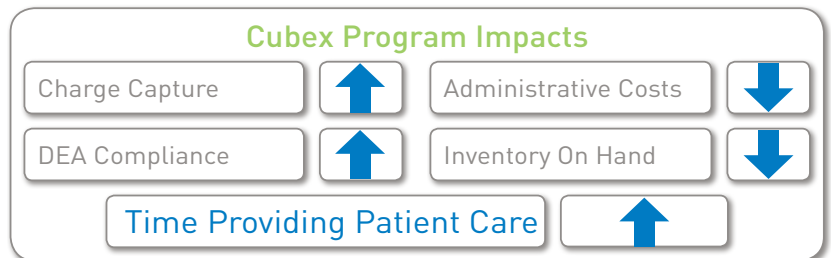 Cubex Program Impacts
Charge Capture
Administrative Costs
DEA Compliance
Inventory On Hand
Time Providing Patient Care